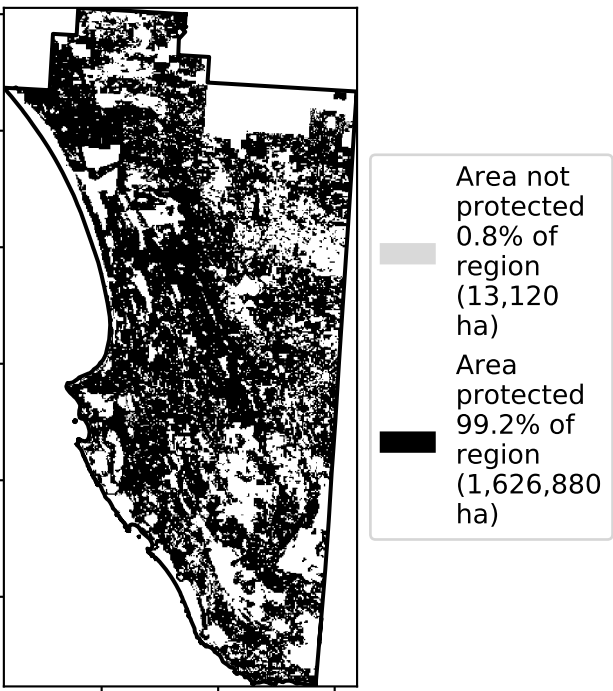 Area not
protected
0.8% of
region
(13,120
ha)
Area
protected
99.2% of
region
(1,626,880
ha)